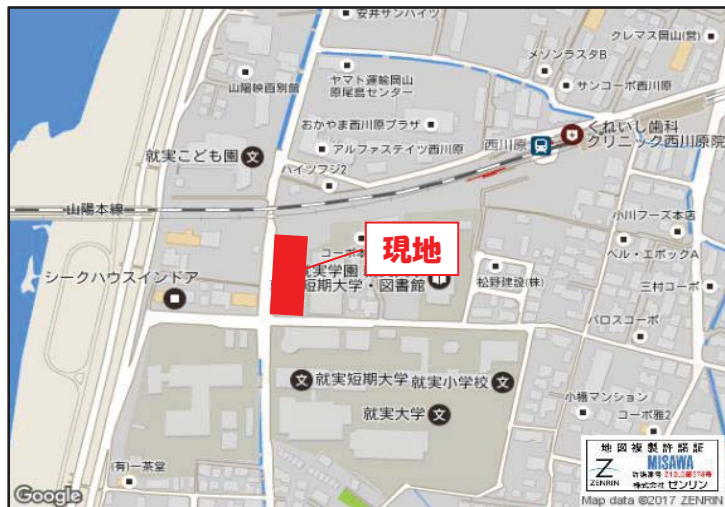 安井サンハイツ
クレマス岡山(営)
メゾンラスタB
山陽映画別館
ヤマト運輸岡山
原尾島センター
サンコーポ西川原
おかやま西川原プラザ
西川原
くれいし歯科
クリニック西川原院
アルファステイツ西川原
就実こども園
ハイツフジ2
山陽本線
小川フーズ本店
コーポ本
現地
ベル・エポックA
就実学園
シークハウスインドア
短期大学・図書館
松野建設(株)
三村コーポ
パロスコーポ
就実短期大学
就実小学校
小橋マンション
就実大学
コーポ雅2
(有)一茶堂
地図複製許諾証
Z
MISAWA
ZENRIN
株式会社 ゼンリン
Google
Map data ©2017 ZENRIN